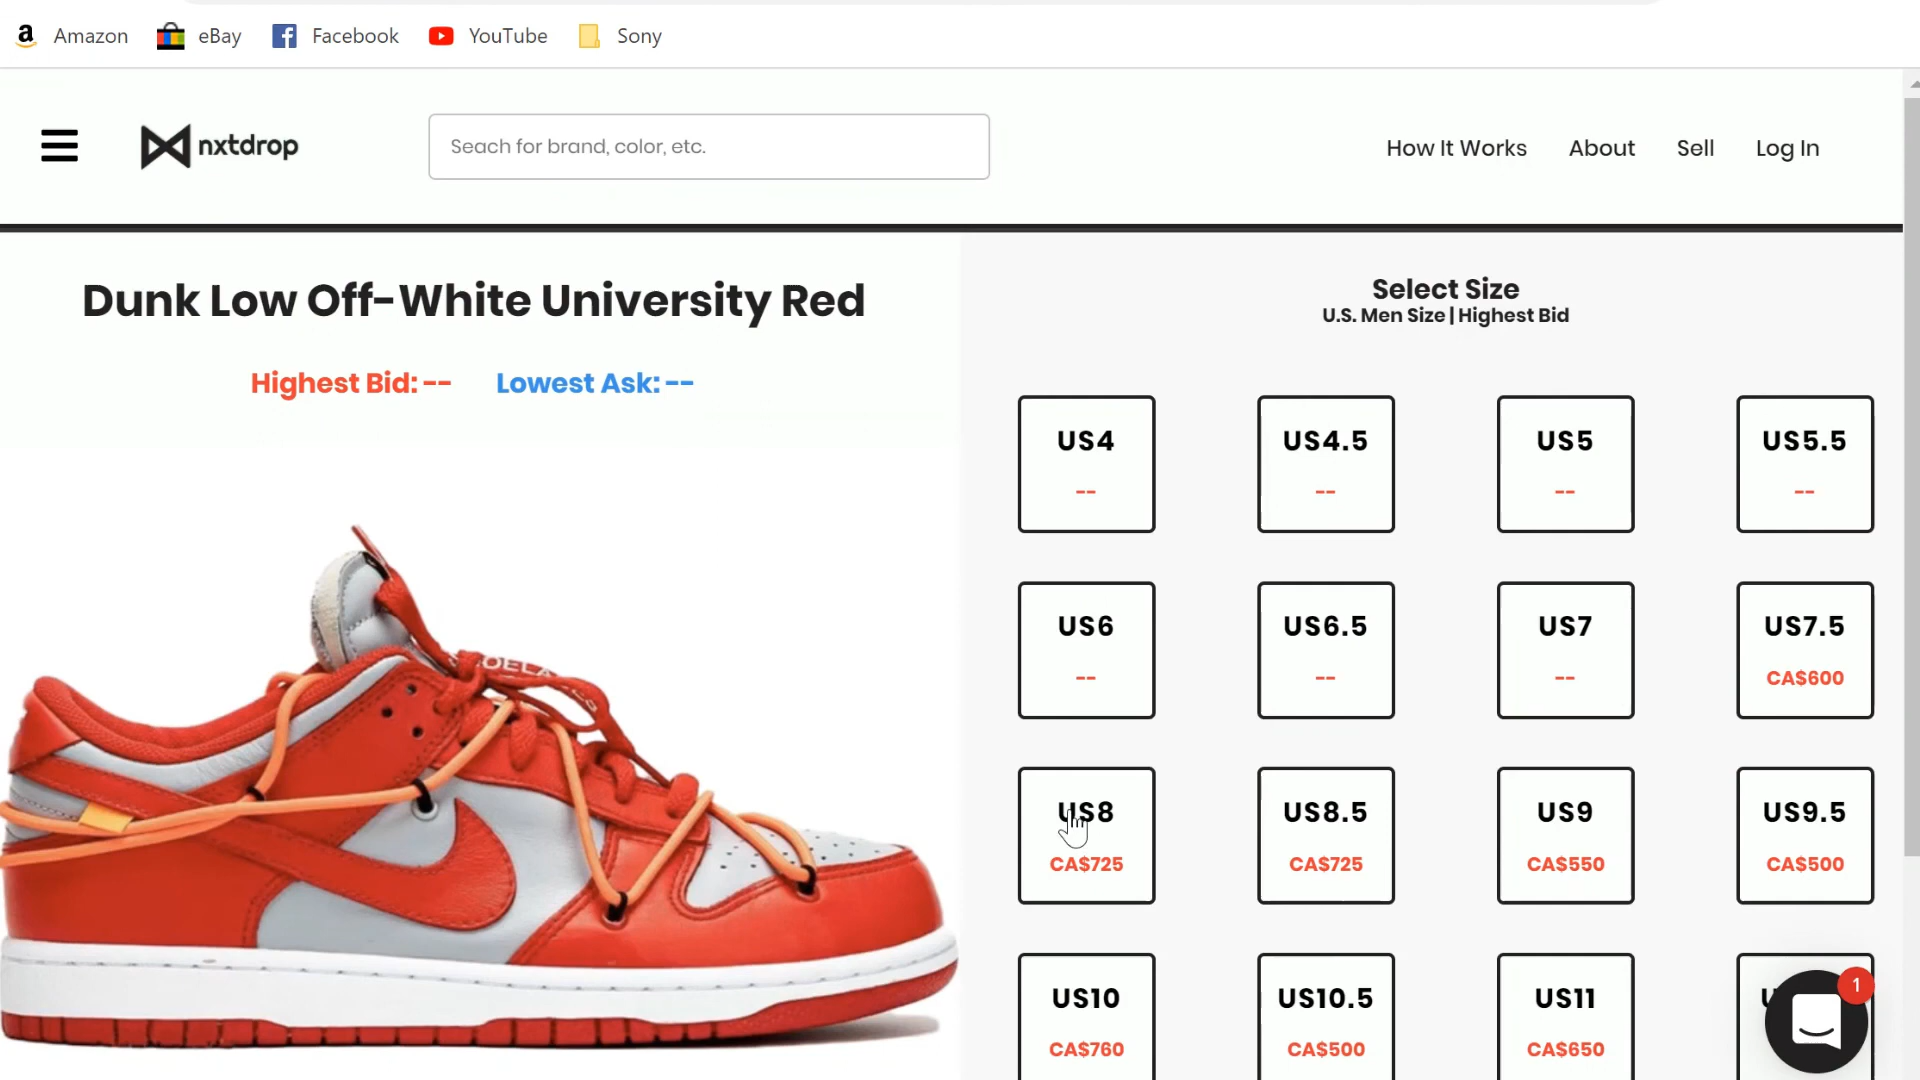 Amazon eBay Facebook YouTube Sony
nxtdrop
Seach for brand, color, etc.
How It Works About Sell Log In
Dunk Low Off-White University Red
Highest Bid: -- Lowest Ask: --
Select Size
U.S. Men Size | Highest Bid
US4 US4.5 US5 US5.5
-- -- -- --
US6 US6.5 US7 US7.5
-- -- -- CA$600
US8 US8.5 US9 US9.5
CA$725 CA$725 CA$550 CA$500
US10 US10.5 US11
CA$760 CA$500 CA$650
1